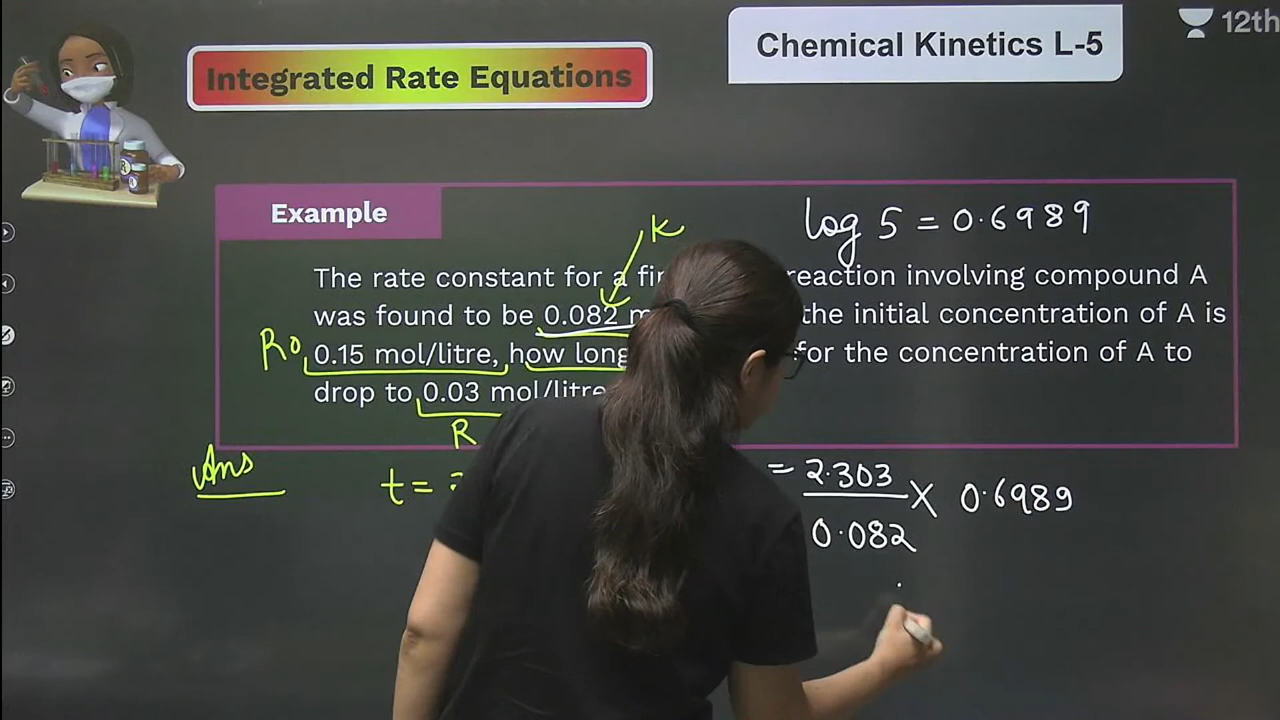 Chemical Kinetics L-5
12th
Integrated Rate Equations
Example
log 5 = 0.6989
K
The rate constant for a reaction involving compound A
was found to be 0.082 the initial concentration of A is
R0 0.15 mol/litre, how long for the concentration of A to
drop to 0.03 mol/litre
R
Ans
t =
= 2.303
0.082
X 0.6989